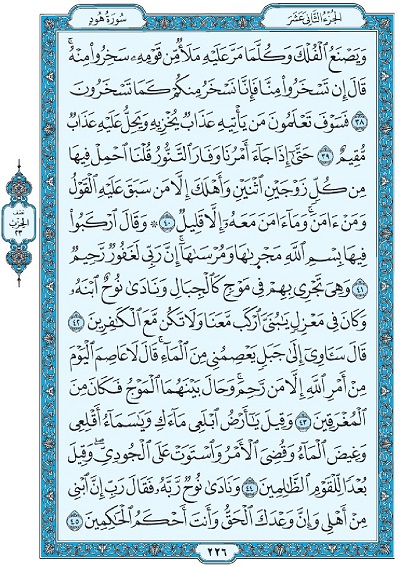 سُورَةُ هُودٍ
الجُزْءُ الثَّانِي عَشَرَ
وَيَصْنَعُ ٱلْفُلْكَ وَكُلَّمَا مَرَّ عَلَيْهِ مَلَأٌ مِّن قَوْمِهِۦ سَخِرُوا۟ مِنْهُ ۚ
قَالَ إِن تَسْخَرُوا۟ مِنَّا فَإِنَّا نَسْخَرُ مِنكُمْ كَمَا تَسْخَرُونَ
٣٨ فَسَوْفَ تَعْلَمُونَ مَن يَأْتِيهِ عَذَابٌ يُخْزِيهِ وَيَحِلُّ عَلَيْهِ عَذَابٌ
مُّقِيمٌ ٣٩ حَتَّىٰٓ إِذَا جَآءَ أَمْرُنَا وَفَارَ ٱلتَّنُّورُ قُلْنَا ٱحْمِلْ فِيهَا
مِن كُلٍّ زَوْجَيْنِ ٱثْنَيْنِ وَأَهْلَكَ إِلَّا مَن سَبَقَ عَلَيْهِ ٱلْقَوْلُ
وَمَنْ ءَامَنَ ۚ وَمَآ ءَامَنَ مَعَهُۥٓ إِلَّا قَلِيلٌ ٤٠ ۞ وَقَالَ ٱرْكَبُوا۟
فِيهَا بِسْمِ ٱللَّهِ مَجْر۪ىٰهَا وَمُرْسَىٰهَآ ۚ إِنَّ رَبِّى لَغَفُورٌ رَّحِيمٌ
٤١ وَهِىَ تَجْرِى بِهِمْ فِى مَوْجٍ كَٱلْجِبَالِ وَنَادَىٰ نُوحٌ ٱبْنَهُۥ
وَكَانَ فِى مَعْزِلٍ يَٰبُنَىَّ ٱرْكَب مَّعَنَا وَلَا تَكُن مَّعَ ٱلْكَٰفِرِينَ ٤٢
قَالَ سَـَٔاوِىٓ إِلَىٰ جَبَلٍ يَعْصِمُنِى مِنَ ٱلْمَآءِ ۚ قَالَ لَا عَاصِمَ ٱلْيَوْمَ
مِنْ أَمْرِ ٱللَّهِ إِلَّا مَن رَّحِمَ ۚ وَحَالَ بَيْنَهُمَا ٱلْمَوْجُ فَكَانَ مِنَ
ٱلْمُغْرَقِينَ ٤٣ وَقِيلَ يَٰٓأَرْضُ ٱبْلَعِى مَآءَكِ وَيَٰسَمَآءُ أَقْلِعِى
وَغِيضَ ٱلْمَآءُ وَقُضِىَ ٱلْأَمْرُ وَٱسْتَوَتْ عَلَى ٱلْجُودِىِّ ۖ وَقِيلَ
بُعْدًا لِّلْقَوْمِ ٱلظَّٰلِمِينَ ٤٤ وَنَادَىٰ نُوحٌ رَّبَّهُۥ فَقَالَ رَبِّ إِنَّ ٱبْنِى
مِنْ أَهْلِى وَإِنَّ وَعْدَكَ ٱلْحَقُّ وَأَنتَ أَحْكَمُ ٱلْحَٰكِمِينَ ٤٥
نصف
الحزب
٢٣
٢٢٦